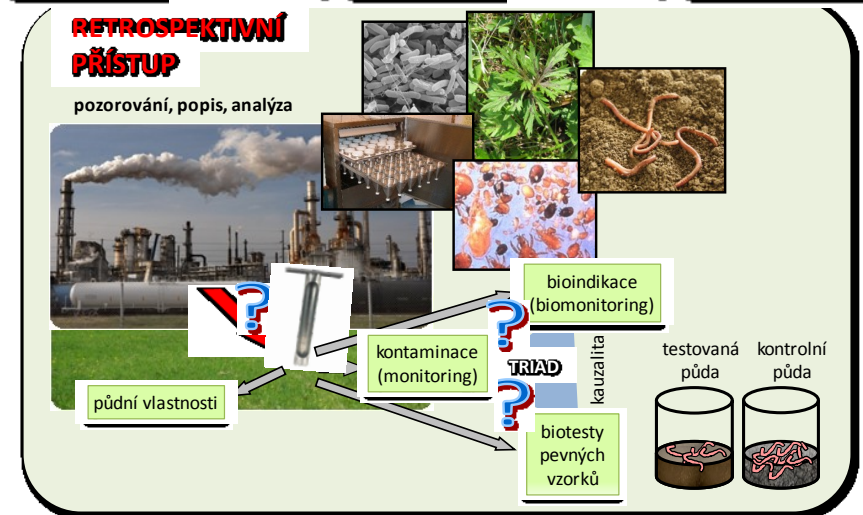 RETROSPEKTIVNÍ
PŘÍSTUP
pozorování, popis, analýza
bioindikace
(biomonitoring)
?
?
kontaminace
(monitoring)
TRIAD
kauzalita
testovaná
půda
kontrolní
půda
půdní vlastnosti
?
biotesty
pevných
vzorků